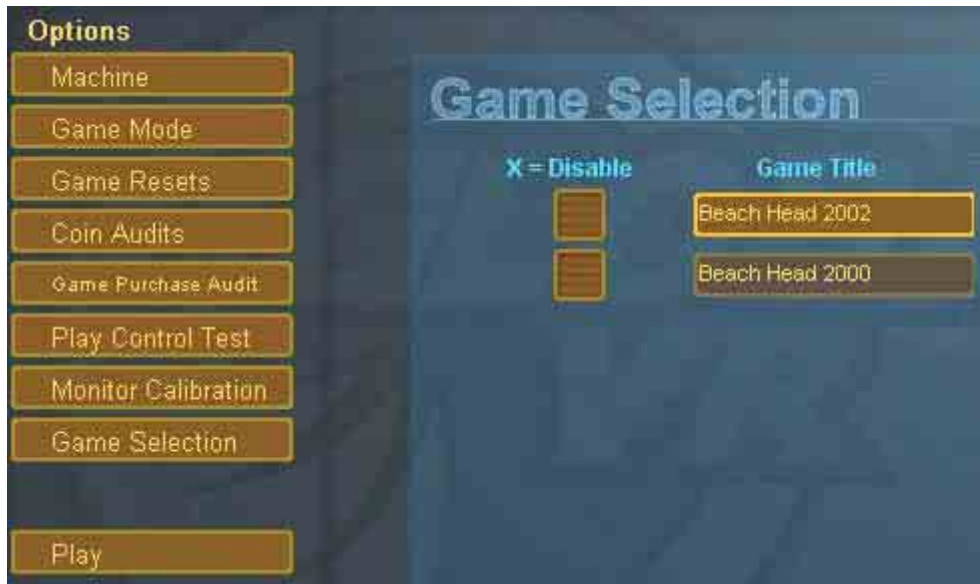 Options
Machine
Game Mode
Game Resets
Coin Audits
Game Purchase Audit
Play Control Test
Monitor Calibration
Game Selection
Play
Game Selection
X = Disable Game Title
Beach Head 2002
Beach Head 2000